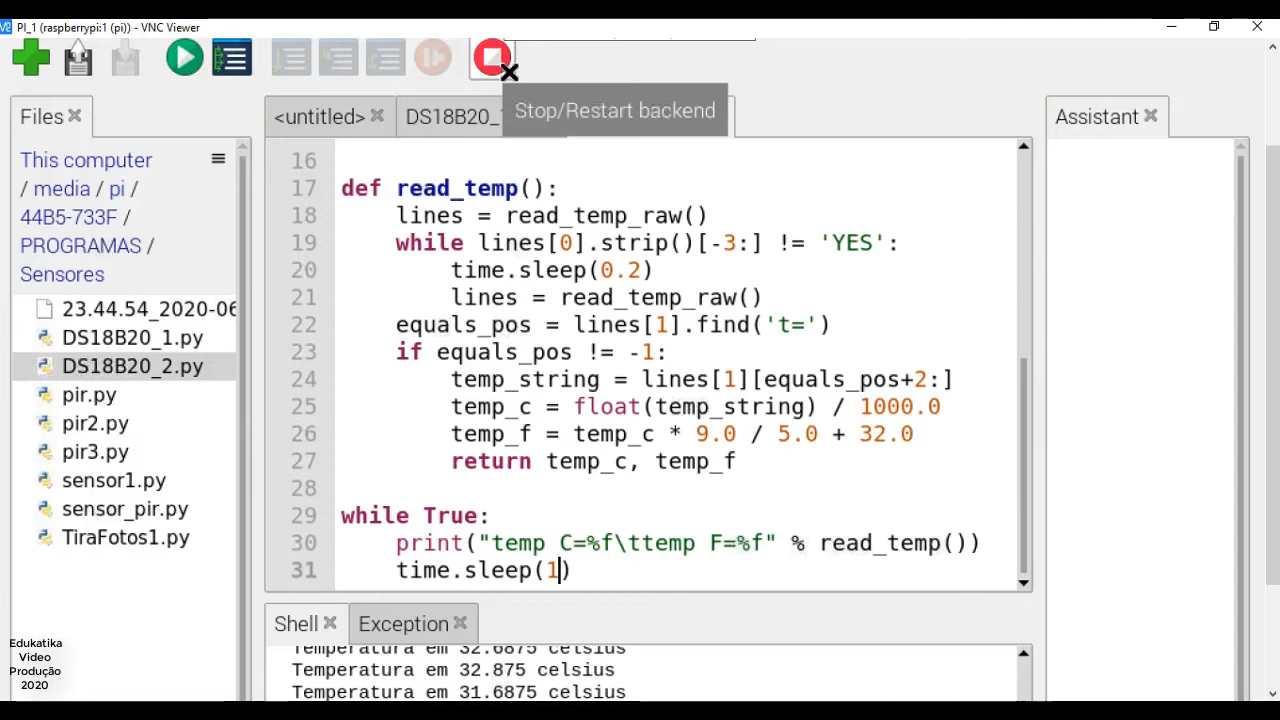 PI_1 (raspberrypi:1 (pi)) - VNC Viewer
Stop/Restart backend
Files
<untitled>
DS18B20_
Assistant
This computer
/ media / pi /
44B5-733F /
PROGRAMAS /
Sensores
23.44.54_2020-06
DS18B20_1.py
DS18B20_2.py
pir.py
pir2.py
pir3.py
sensor1.py
sensor_pir.py
TiraFotos1.py
16
17 def read_temp():
18     lines = read_temp_raw()
19     while lines[0].strip()[-3:] != 'YES':
20         time.sleep(0.2)
21         lines = read_temp_raw()
22     equals_pos = lines[1].find('t=')
23     if equals_pos != -1:
24         temp_string = lines[1][equals_pos+2:]
25         temp_c = float(temp_string) / 1000.0
26         temp_f = temp_c * 9.0 / 5.0 + 32.0
27         return temp_c, temp_f
28
29 while True:
30     print("temp C=%f\ttemp F=%f" % read_temp())
31     time.sleep(1)
Shell
Exception
Temperatura em 32.6875 celsius
Temperatura em 32.875 celsius
Temperatura em 31.6875 celsius
Edukatika
Video
Produção
2020